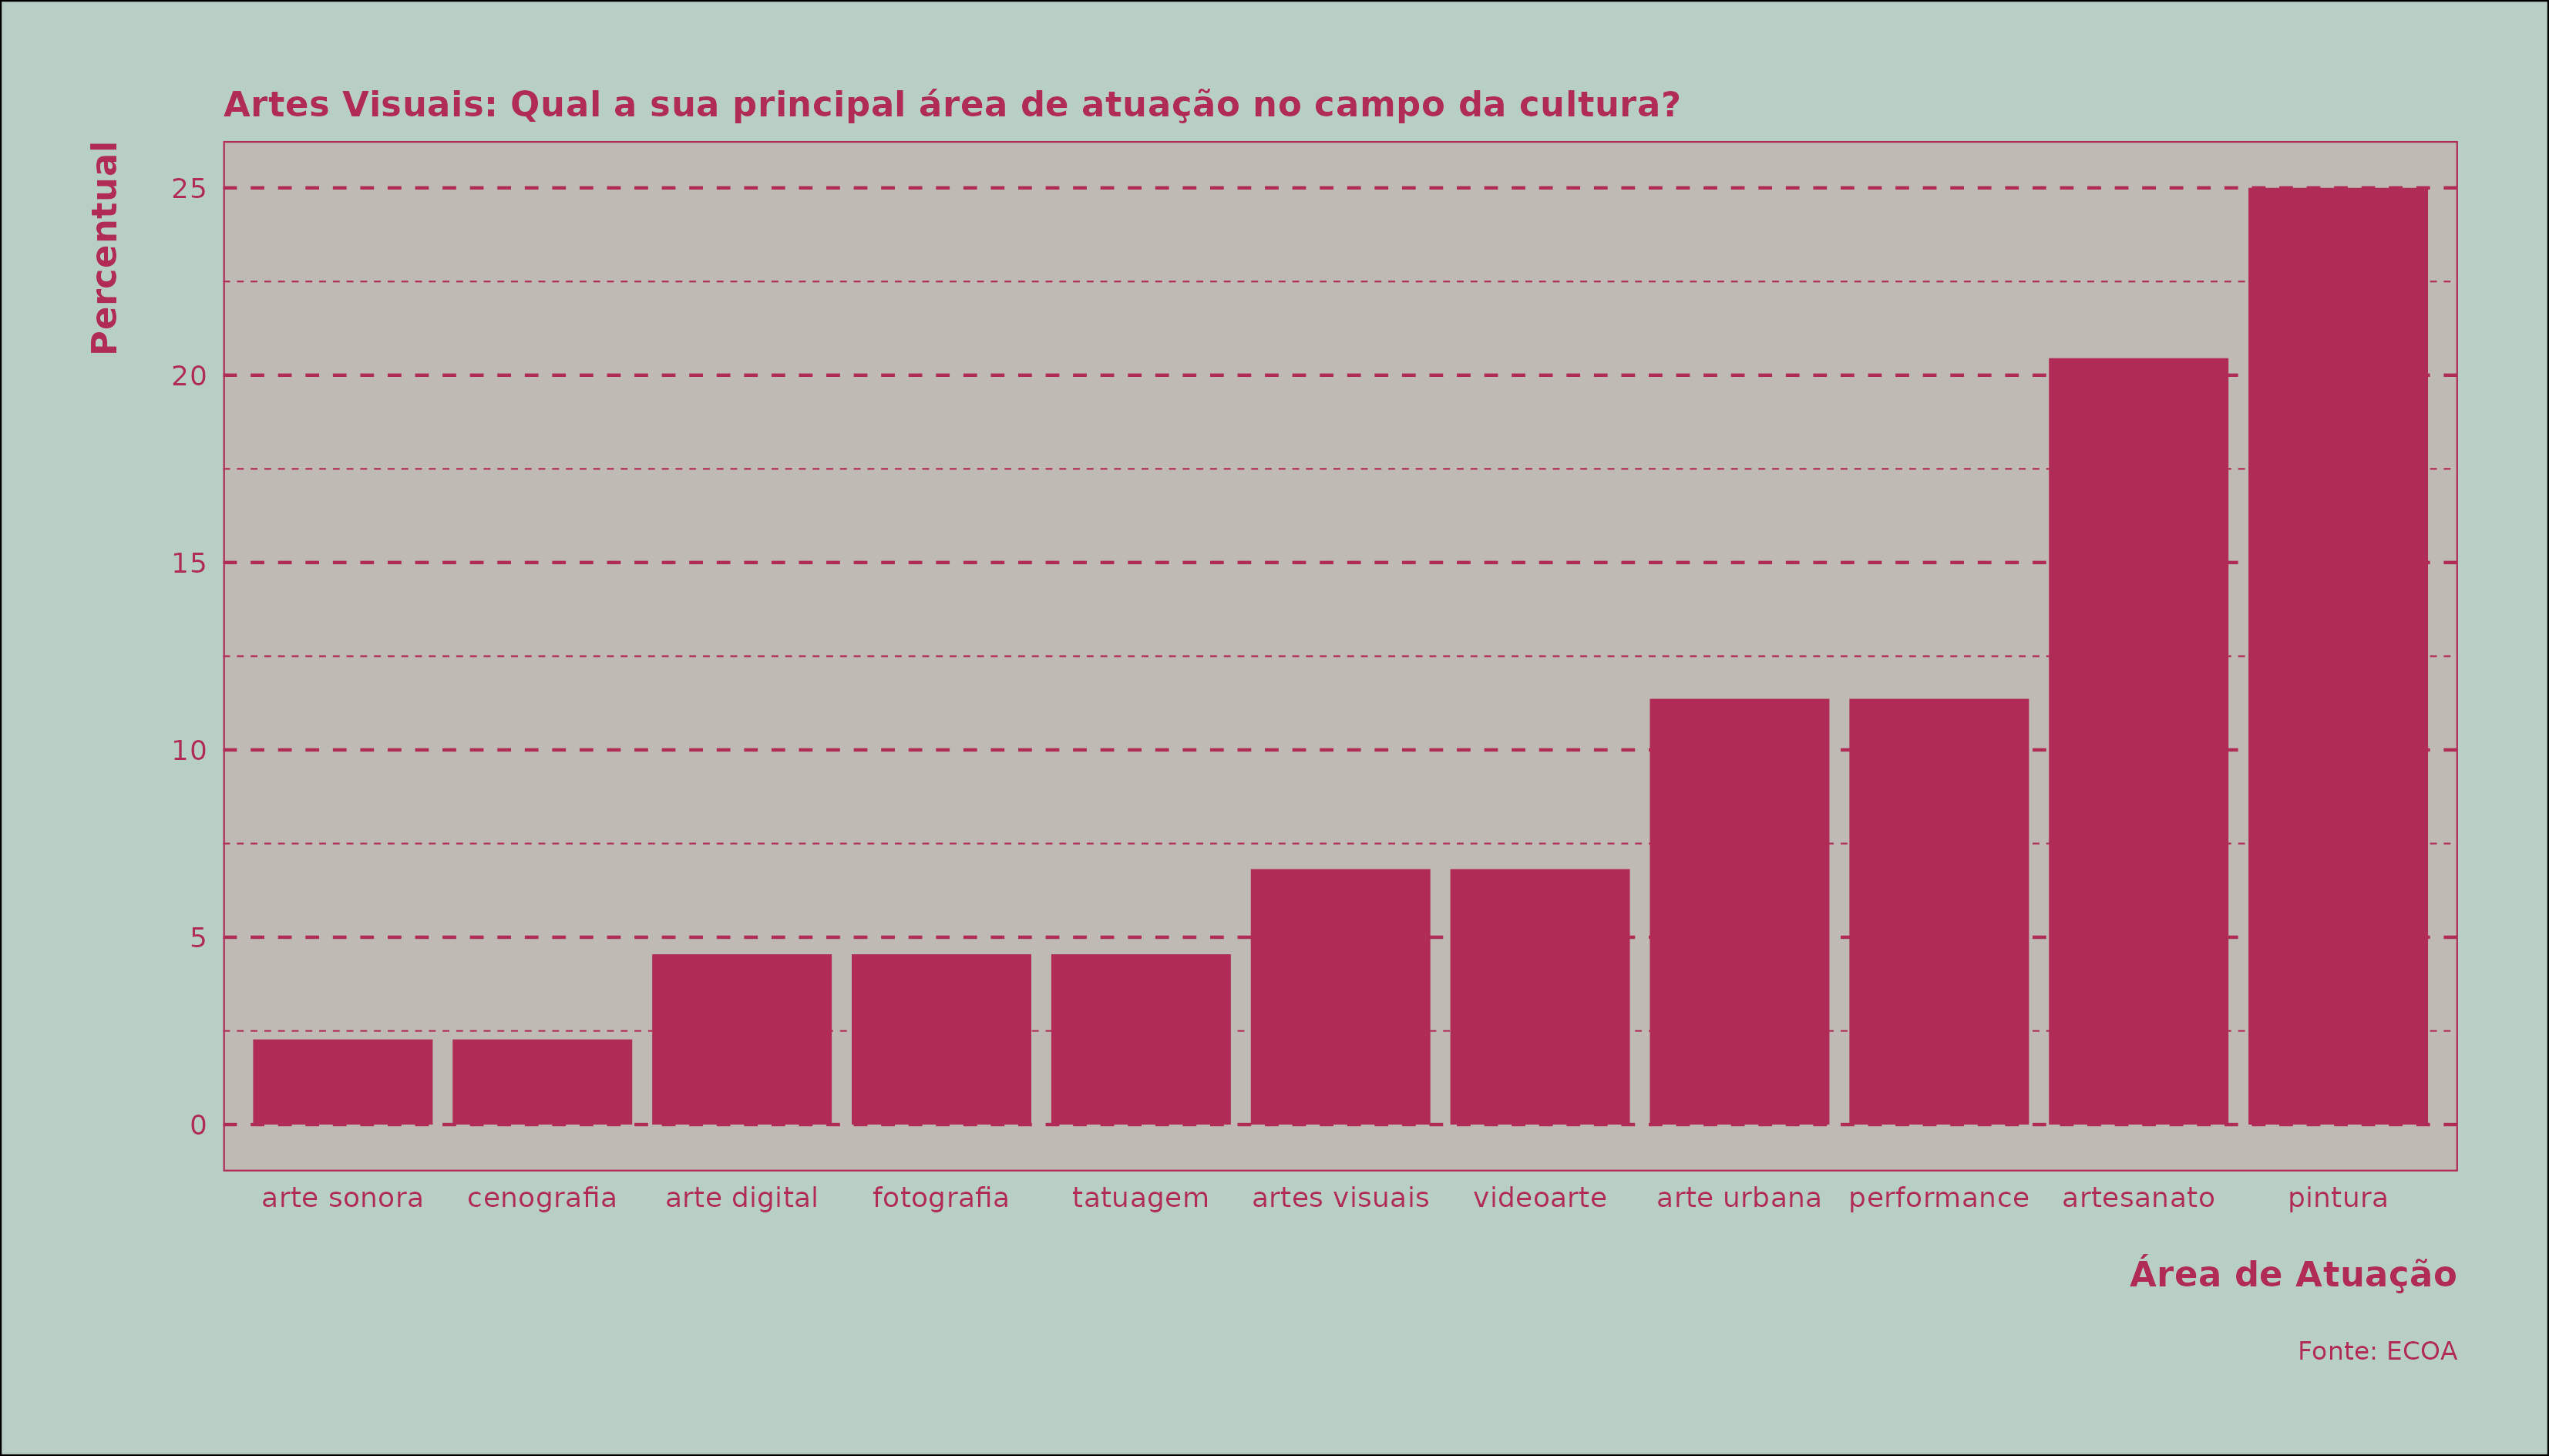 Artes Visuais: Qual a sua principal área de atuação no campo da cultura?
Percentual
25
20
15
10
5
0
arte sonora cenografia arte digital fotografia tatuagem artes visuais videoarte arte urbana performance artesanato pintura
Área de Atuação
Fonte: ECOA